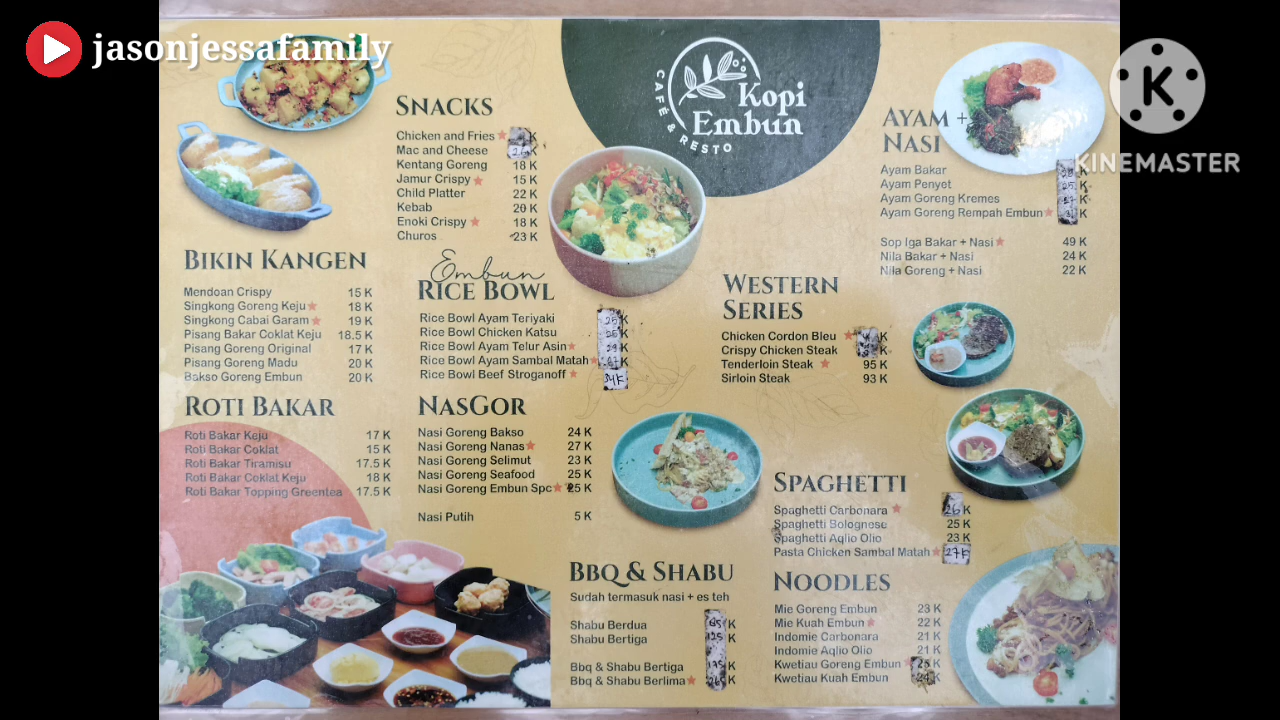 jasonjessafamily
KINEMASTER
CAFÉ & RESTO
Kopi
Embun
SNACKS
Chicken and Fries K
Mac and Cheese K
Kentang Goreng 18 K
Jamur Crispy 15 K
Child Platter 22 K
Kebab 20 K
Enoki Crispy 18 K
Churos 23 K
AYAM +
NASI
Ayam Bakar K
Ayam Penyet K
Ayam Goreng Kremes K
Ayam Goreng Rempah Embun K
Sop Iga Bakar + Nasi 49 K
Nila Bakar + Nasi 24 K
Nila Goreng + Nasi 22 K
BIKIN KANGEN
Mendoan Crispy 15 K
Singkong Goreng Keju 18 K
Singkong Cabai Garam 19 K
Pisang Bakar Coklat Keju 18.5 K
Pisang Goreng Original 17 K
Pisang Goreng Madu 20 K
Bakso Goreng Embun 20 K
Embun
RICE BOWL
Rice Bowl Ayam Teriyaki K
Rice Bowl Chicken Katsu K
Rice Bowl Ayam Telur Asin K
Rice Bowl Ayam Sambal Matah K
Rice Bowl Beef Stroganoff 34K
WESTERN
SERIES
Chicken Cordon Bleu K
Crispy Chicken Steak K
Tenderloin Steak 95 K
Sirloin Steak 93 K
ROTI BAKAR
Roti Bakar Keju 17 K
Roti Bakar Coklat 15 K
Roti Bakar Tiramisu 17.5 K
Roti Bakar Coklat Keju 18 K
Roti Bakar Topping Greentea 17.5 K
NASGOR
Nasi Goreng Bakso 24 K
Nasi Goreng Nanas 27 K
Nasi Goreng Selimut 23 K
Nasi Goreng Seafood 25 K
Nasi Goreng Embun Spc 25 K
Nasi Putih 5 K
SPAGHETTI
Spaghetti Carbonara 26 K
Spaghetti Bolognese 25 K
Spaghetti Aqlio Olio 23 K
Pasta Chicken Sambal Matah 27K
BBQ & SHABU
Sudah termasuk nasi + es teh
Shabu Berdua K
Shabu Bertiga K
Bbq & Shabu Bertiga K
Bbq & Shabu Berlima K
NOODLES
Mie Goreng Embun 23 K
Mie Kuah Embun 22 K
Indomie Carbonara 21 K
Indomie Aqlio Olio 21 K
Kwetiau Goreng Embun K
Kwetiau Kuah Embun K